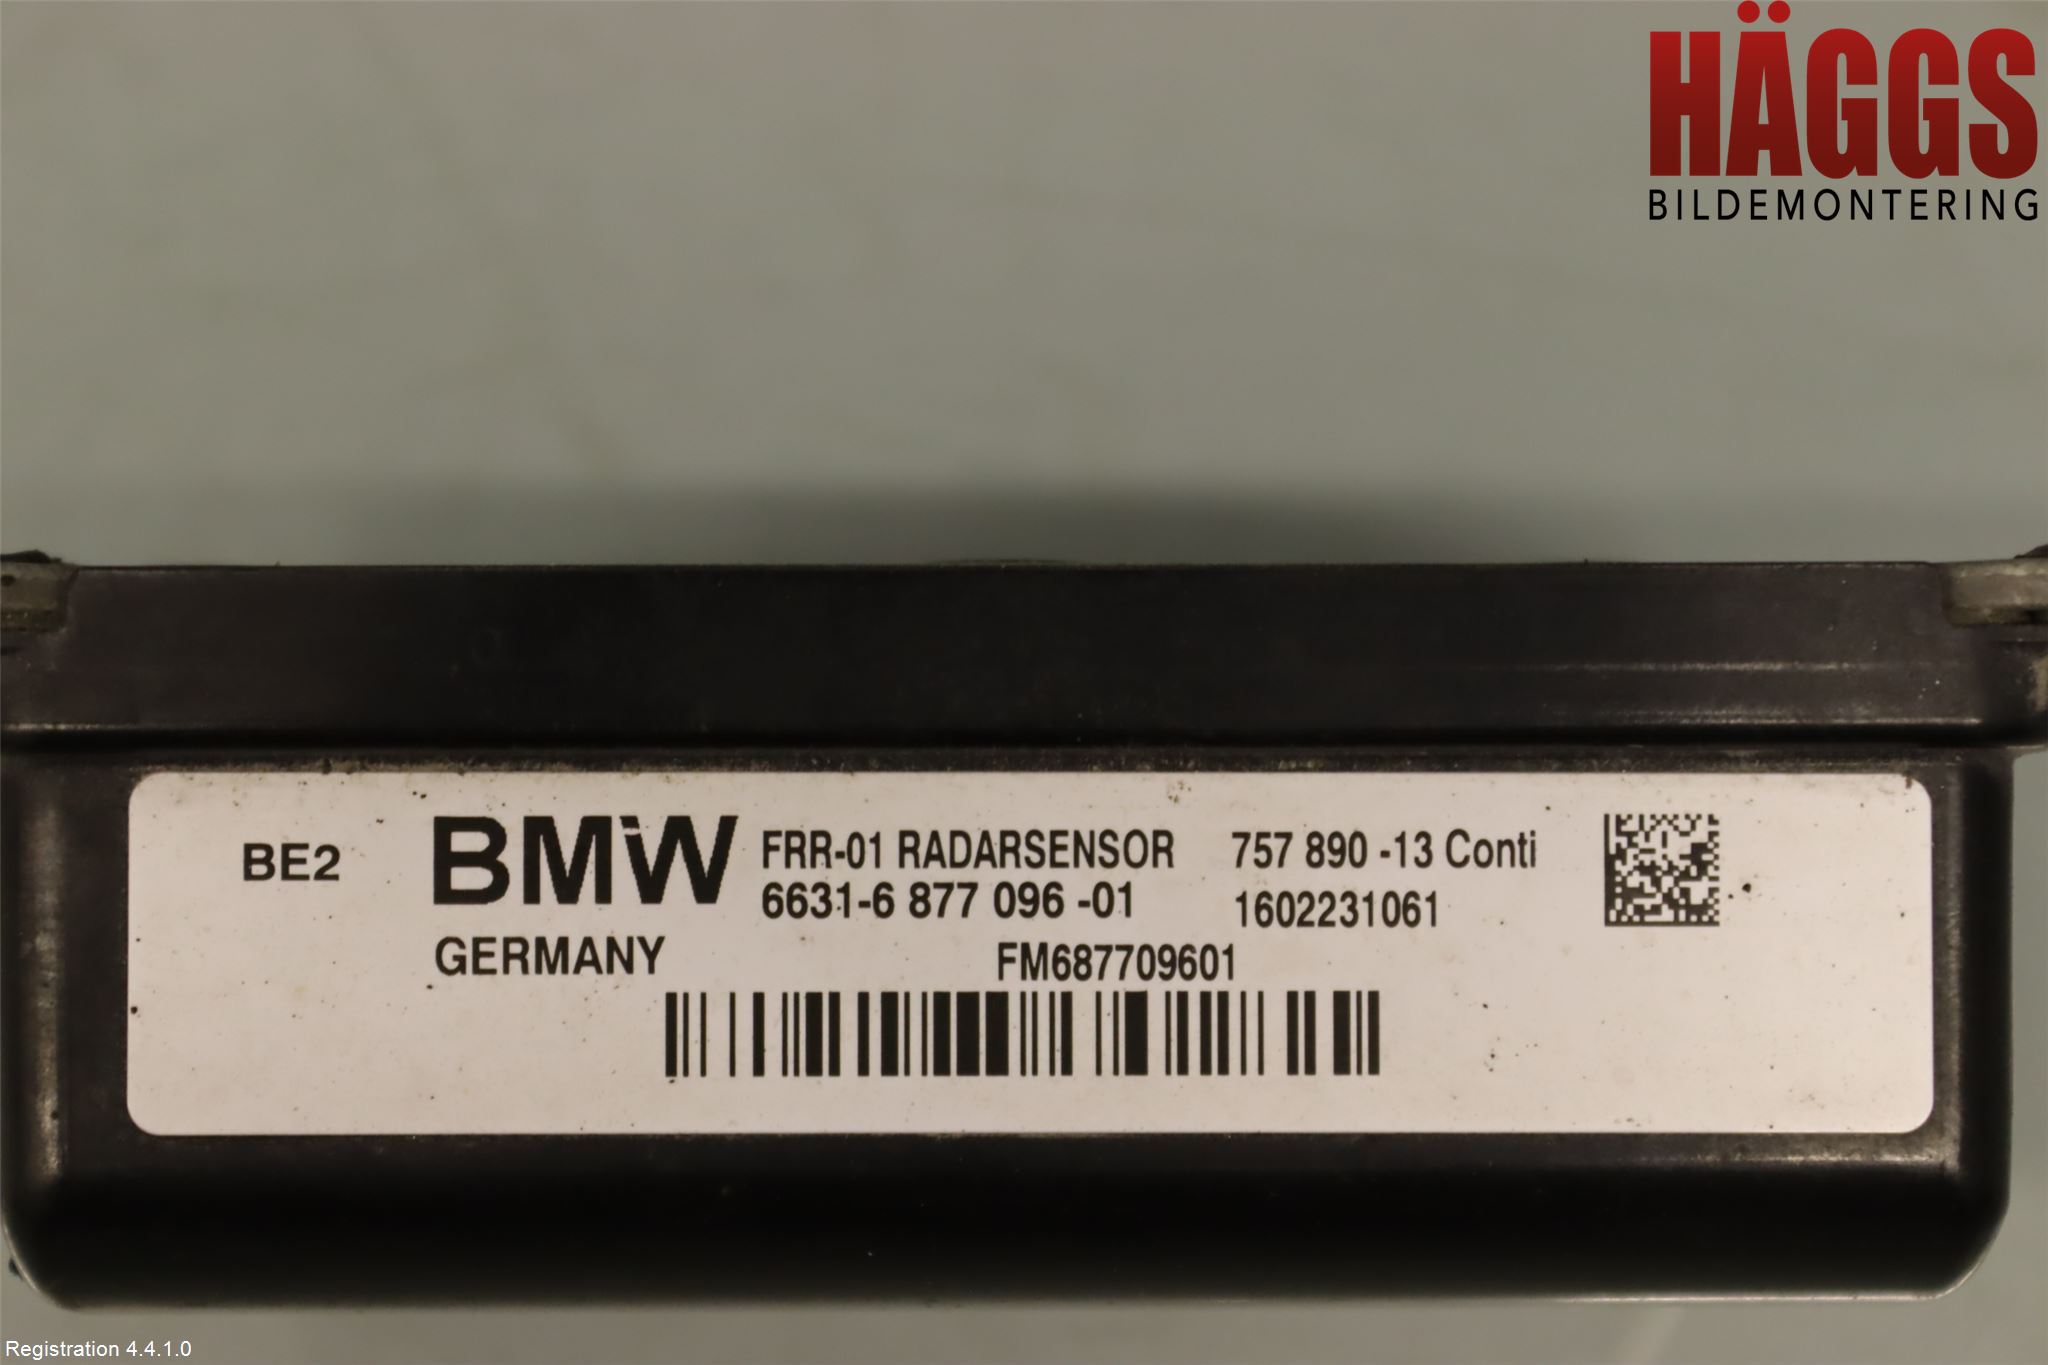 HÄGGS
BILDEMONTERING
BE2
BMW
FRR-01 RADARSENSOR
6631-6 877 096 -01
757 890 -13 Conti
1602231061
GERMANY
FM687709601
Registration 4.4.1.0